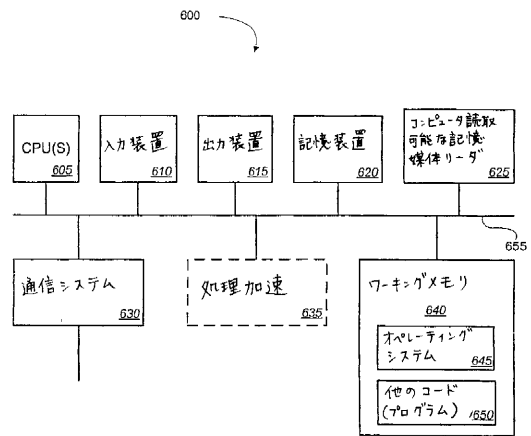 600
CPU(S)
605
入力装置
610
出力装置
615
記憶装置
620
コンピュータ読取
可能な記憶
媒体リーダ
625
655
通信システム
630
処理加速
635
ワーキングメモリ
640
オペレーティング
システム
645
他のコード
(プログラム)
650